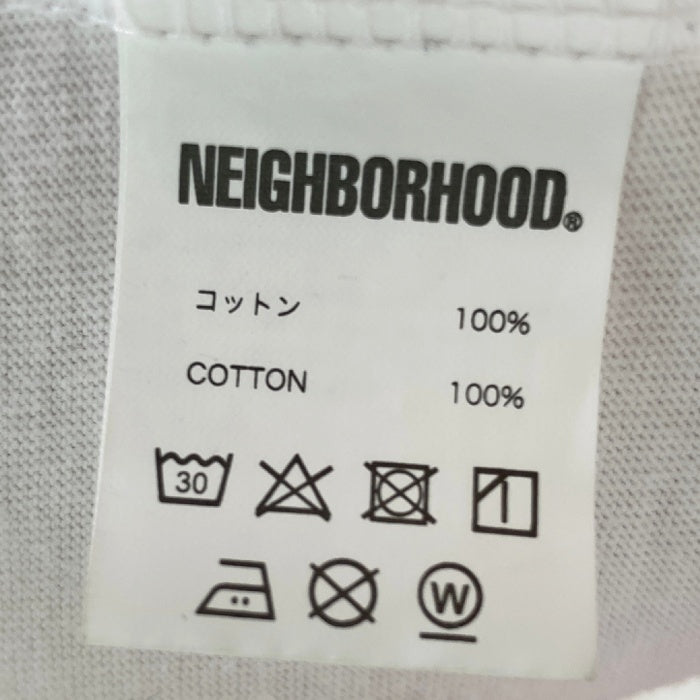 NEIGHBORHOOD®
コットン 100%
COTTON 100%
30
W